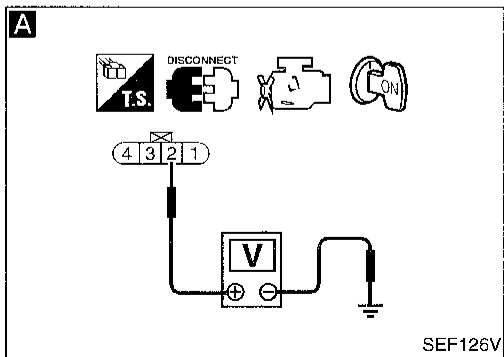 A
DISCONNECT
T.S.
ON
4 3 2 1
V
+ −
SEF126V